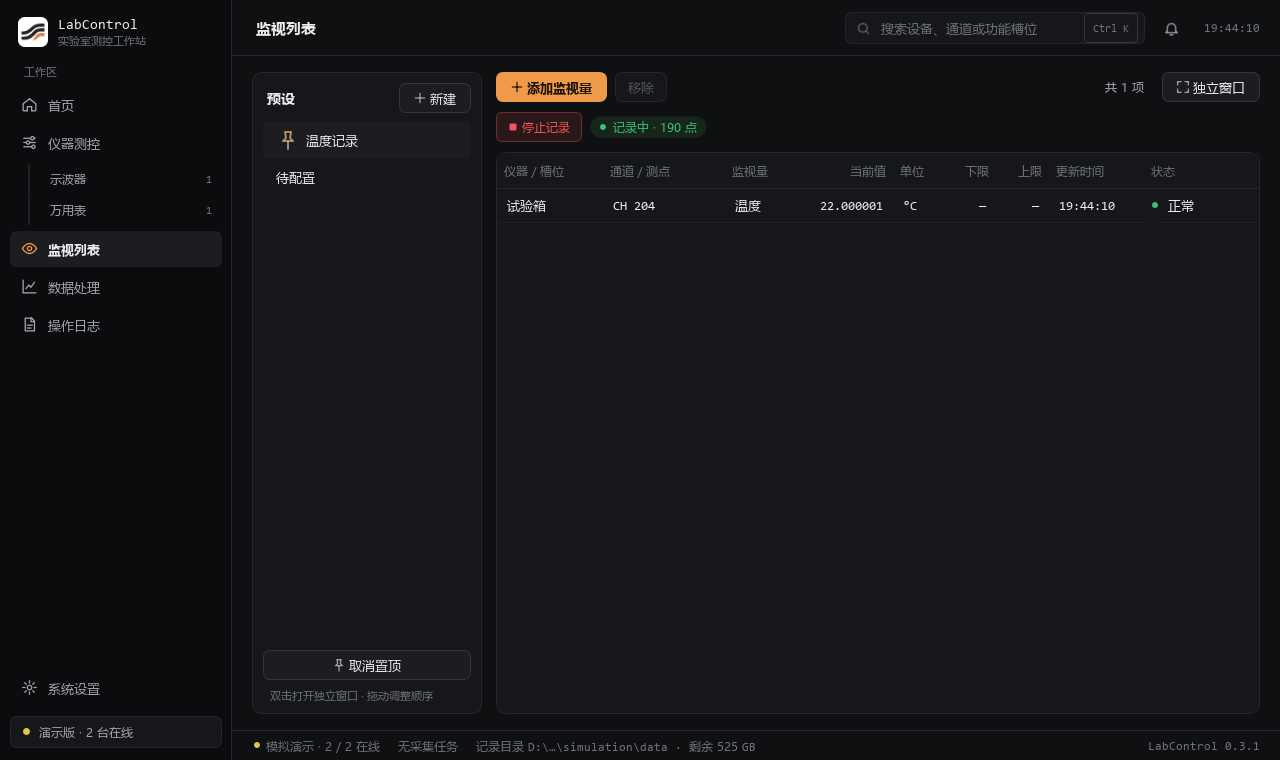 LabControl
实验室测控工作站
工作区
首页
仪器测控
示波器 1
万用表 1
监视列表
数据处理
操作日志
系统设置
演示版 · 2 台在线
监视列表
搜索设备、通道或功能槽位 Ctrl K
19:44:10
预设
新建
温度记录
待配置
取消置顶
双击打开独立窗口 · 拖动调整顺序
添加监视量 移除
共 1 项
独立窗口
停止记录
记录中 · 190 点
仪器 / 槽位 通道 / 测点 监视量 当前值 单位 下限 上限 更新时间 状态
试验箱 CH 204 温度 22.000001 °C — — 19:44:10 正常
模拟演示 · 2 / 2 在线 无采集任务 记录目录 D:\…\simulation\data · 剩余 525 GB
LabControl 0.3.1